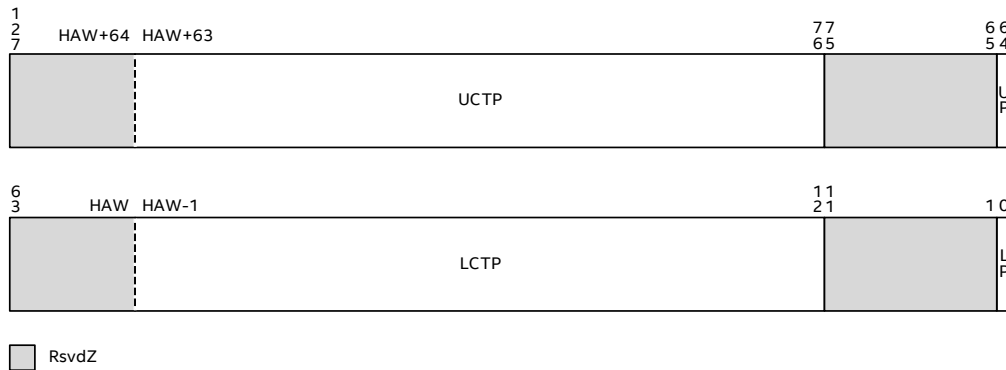 1
2
7 HAW+64 HAW+63 7 7 6 6
6 5 5 4
UCTP
U
P
6 1 1
3 HAW HAW-1 2 1 1 0
LCTP
L
P
RsvdZ